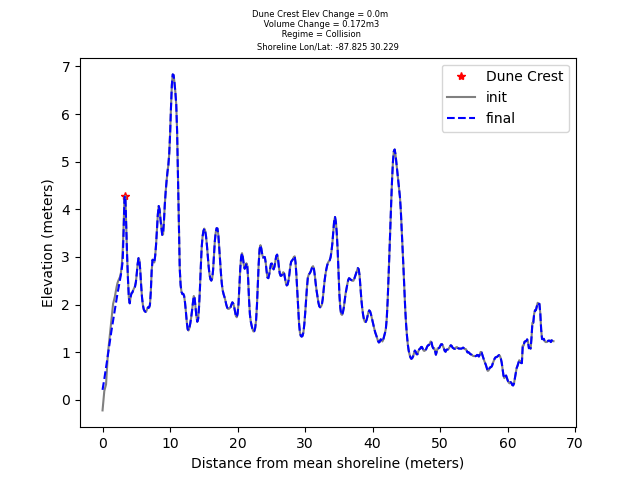 Dune Crest Elev Change = 0.0m
Volume Change = 0.172m3
Regime = Collision
Shoreline Lon/Lat: -87.825 30.229
Dune Crest
init
final
Elevation (meters)
7
6
5
4
3
2
1
0
0 10 20 30 40 50 60 70
Distance from mean shoreline (meters)